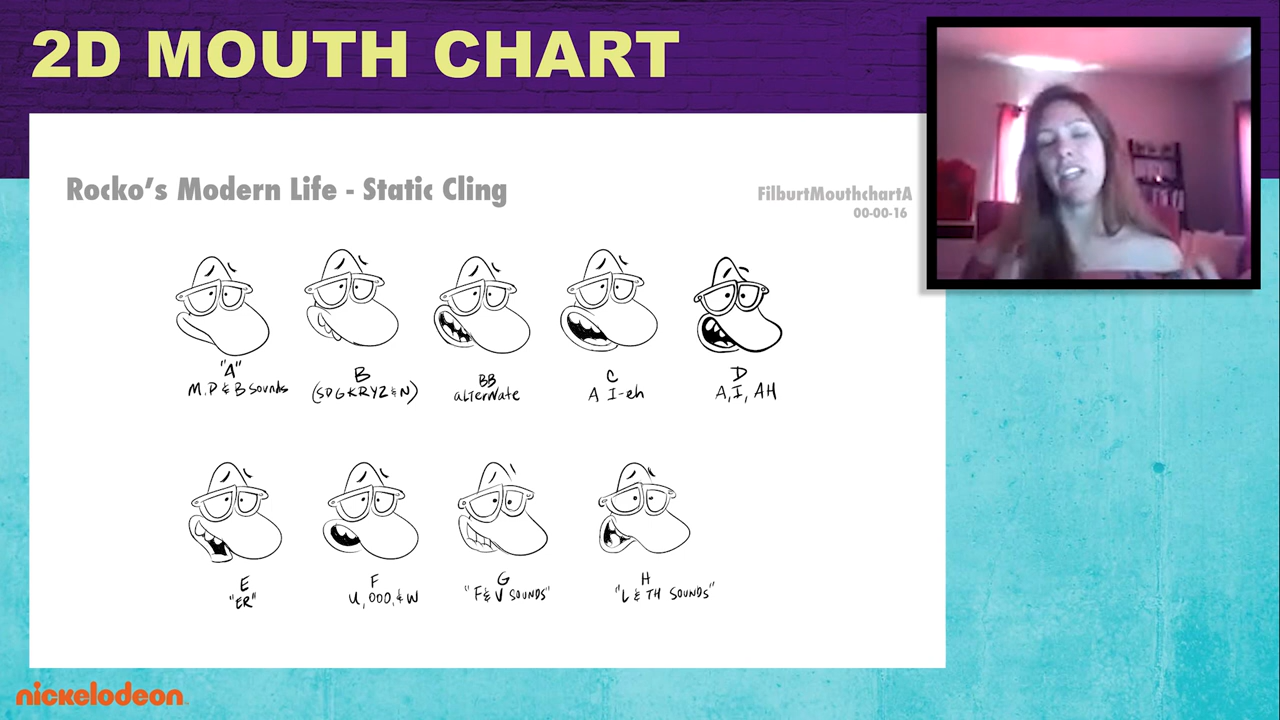 2D MOUTH CHART
Rocko's Modern Life - Static Cling
FilburtMouthchartA
00-00-16
"A"
M.P & B sounds
B
(SDGKRYZ & N)
BB
alternate
C
A I-eh
D
A, I, AH
E
"ER"
F
U, OOO, & W
G
"F & V SOUNDS"
H
"L & TH SOUNDS"
nickelodeon